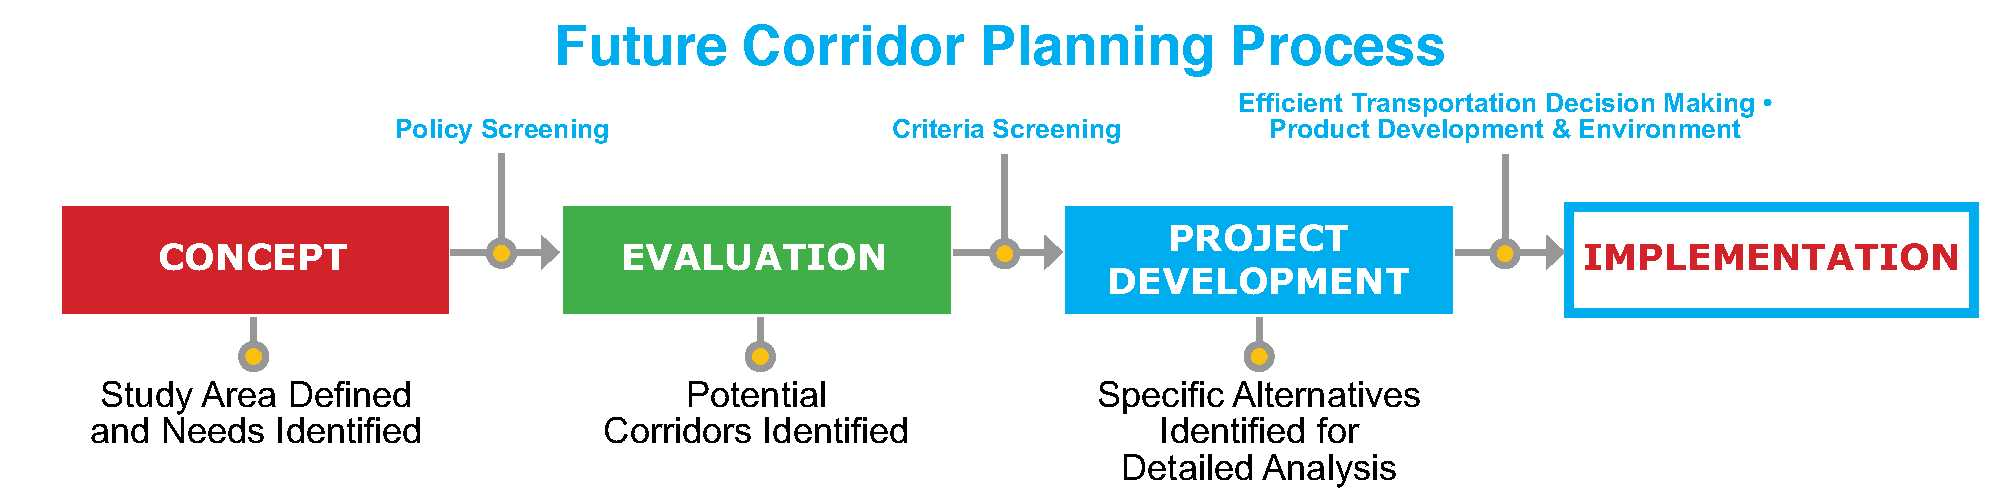 Future Corridor Planning Process
Policy Screening
Criteria Screening
Efficient Transportation Decision Making •
Product Development & Environment
CONCEPT
EVALUATION
PROJECT
DEVELOPMENT
IMPLEMENTATION
Study Area Defined
and Needs Identified
Potential
Corridors Identified
Specific Alternatives
Identified for
Detailed Analysis